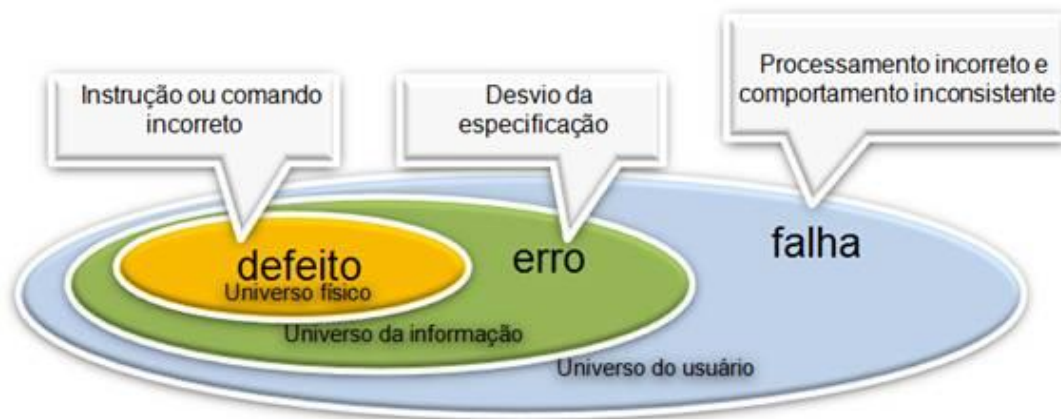 Instrução ou comando
incorreto
Desvio da
especificação
Processamento incorreto e
comportamento inconsistente
defeito
Universo físico
erro
Universo da informação
falha
Universo do usuário